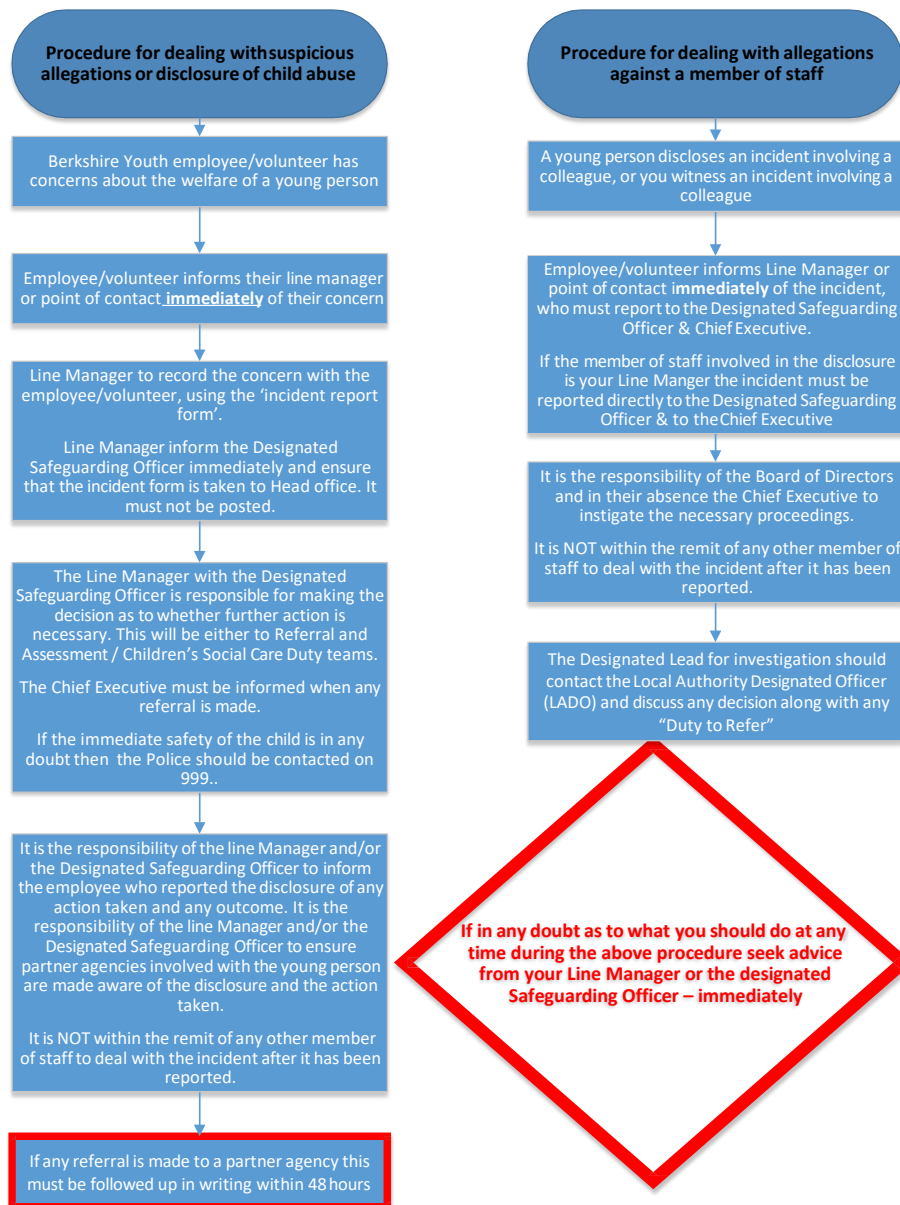 Procedure for dealing withsuspicious
allegations or disclosure of child abuse
Berkshire Youth employee/volunteer has
concerns about the welfare of a young person
Employee/volunteer informs their line manager
or point of contact immediately of their concern
Line Manager to record the concern with the
employee/volunteer, using the ‘incident report
form’.
Line Manager inform the Designated
Safeguarding Officer immediately and ensure
that the incident form is taken to Head office. It
must not be posted.
The Line Manager with the Designated
Safeguarding Officer is responsible for making the
decision as to whether further action is
necessary. This will be either to Referral and
Assessment / Children’s Social Care Duty teams.
The Chief Executive must be informed when any
referral is made.
If the immediate safety of the child is in any
doubt then the Police should be contacted on
999..
It is the responsibility of the line Manager and/or
the Designated Safeguarding Officer to inform
the employee who reported the disclosure of any
action taken and any outcome. It is the
responsibility of the line Manager and/or the
Designated Safeguarding Officer to ensure
partner agencies involved with the young person
are made aware of the disclosure and the action
taken.
It is NOT within the remit of any other member
of staff to deal with the incident after it has been
reported.
If any referral is made to a partner agency this
must be followed up in writing within 48 hours
Procedure for dealing with allegations
against a member of staff
A young person discloses an incident involving a
colleague, or you witness an incident involving a
colleague
Employee/volunteer informs Line Manager or
point of contact immediately of the incident,
who must report to the Designated Safeguarding
Officer & Chief Executive.
If the member of staff involved in the disclosure
is your Line Manger the incident must be
reported directly to the Designated Safeguarding
Officer & to the Chief Executive
It is the responsibility of the Board of Directors
and in their absence the Chief Executive to
instigate the necessary proceedings.
It is NOT within the remit of any other member of
staff to deal with the incident after it has been
reported.
The Designated Lead for investigation should
contact the Local Authority Designated Officer
(LADO) and discuss any decision along with any
“Duty to Refer”
If in any doubt as to what you should do at any
time during the above procedure seek advice
from your Line Manager or the designated
Safeguarding Officer – immediately